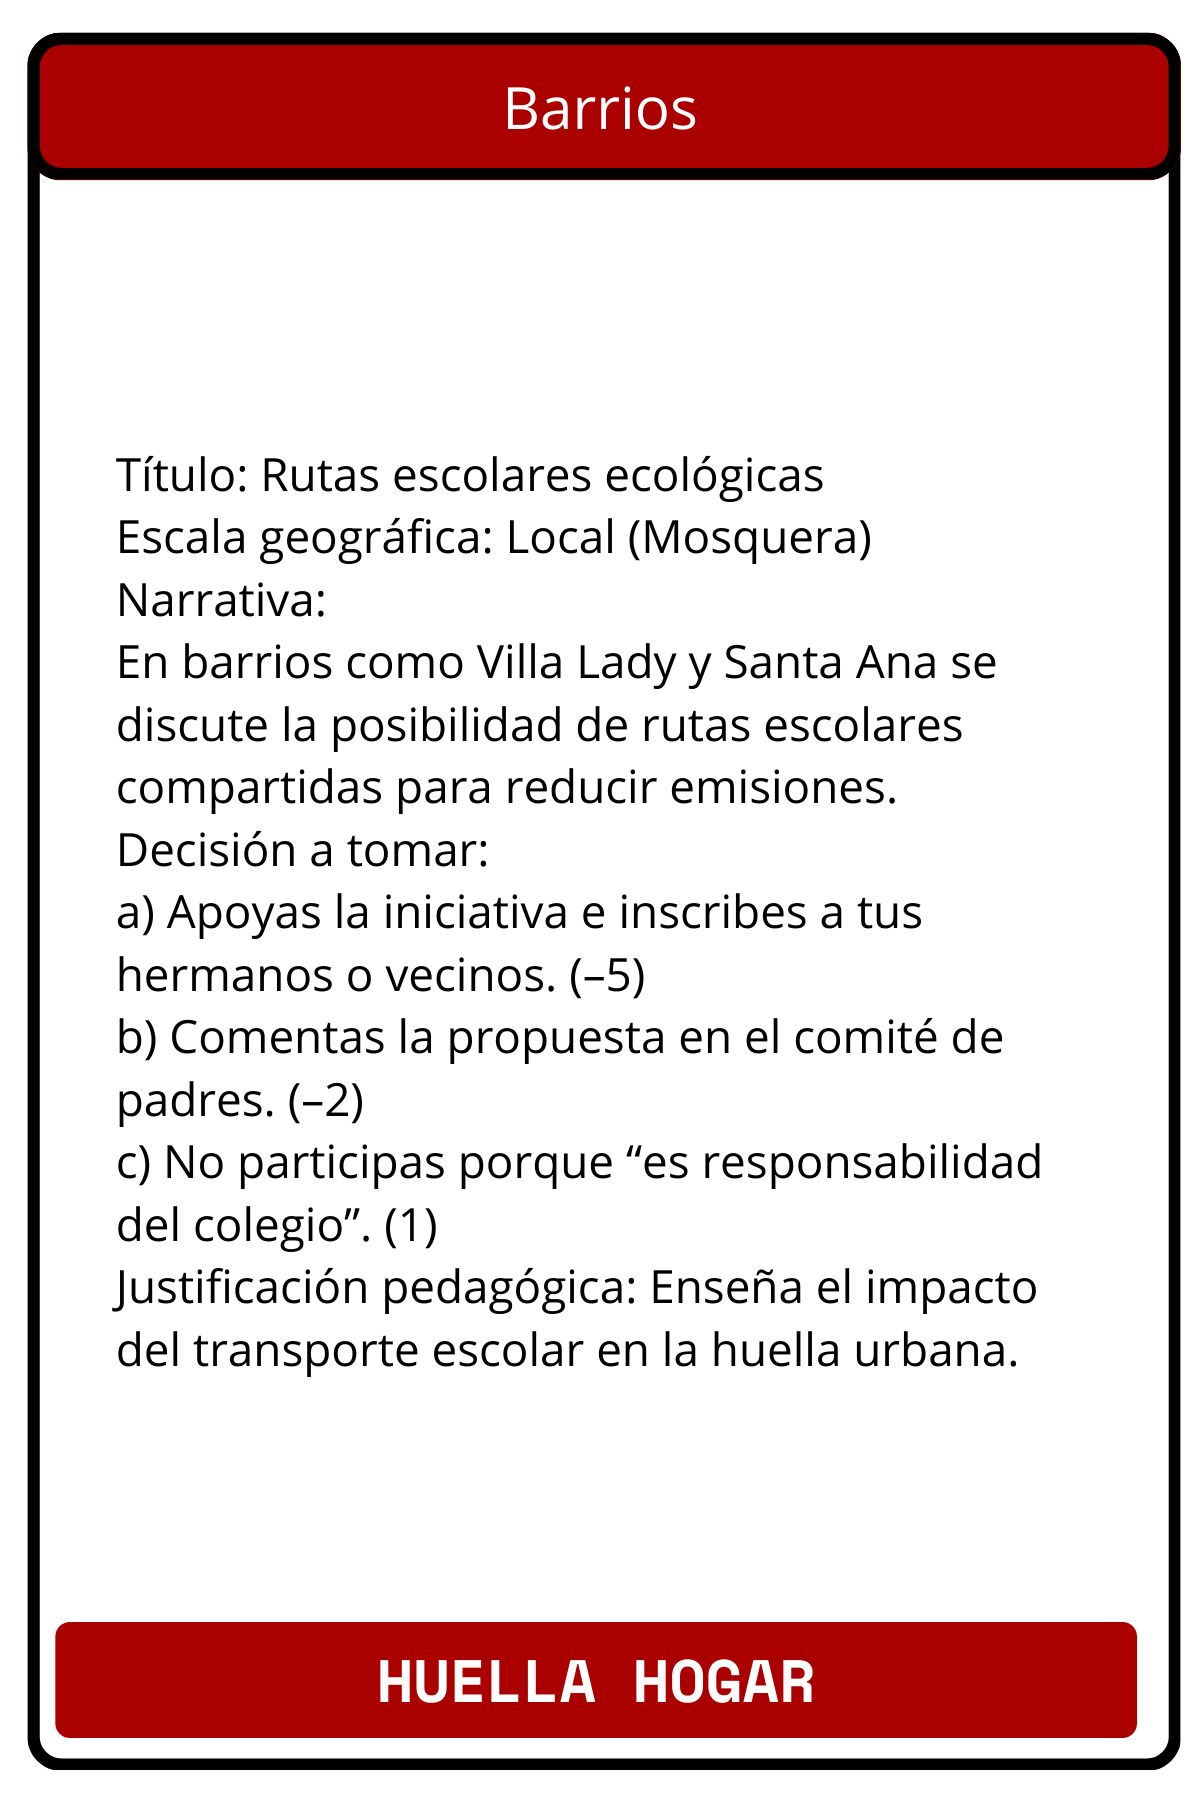 Barrios
Título: Rutas escolares ecológicas
Escala geográfica: Local (Mosquera)
Narrativa:
En barrios como Villa Lady y Santa Ana se
discute la posibilidad de rutas escolares
compartidas para reducir emisiones.
Decisión a tomar:
a) Apoyas la iniciativa e inscribes a tus
hermanos o vecinos. (–5)
b) Comentas la propuesta en el comité de
padres. (–2)
c) No participas porque “es responsabilidad
del colegio”. (1)
Justificación pedagógica: Enseña el impacto
del transporte escolar en la huella urbana.
HUELLA HOGAR